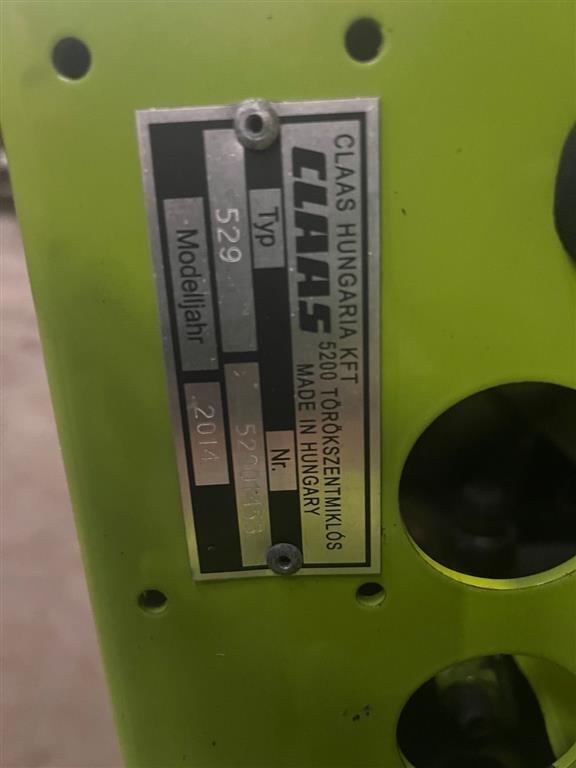 CLAAS HUNGARIA KFT
5200 TÖRÖKSZENTMIKLÓS
CLAAS MADE IN HUNGARY
Typ Nr.
529
Modelljahr 2014